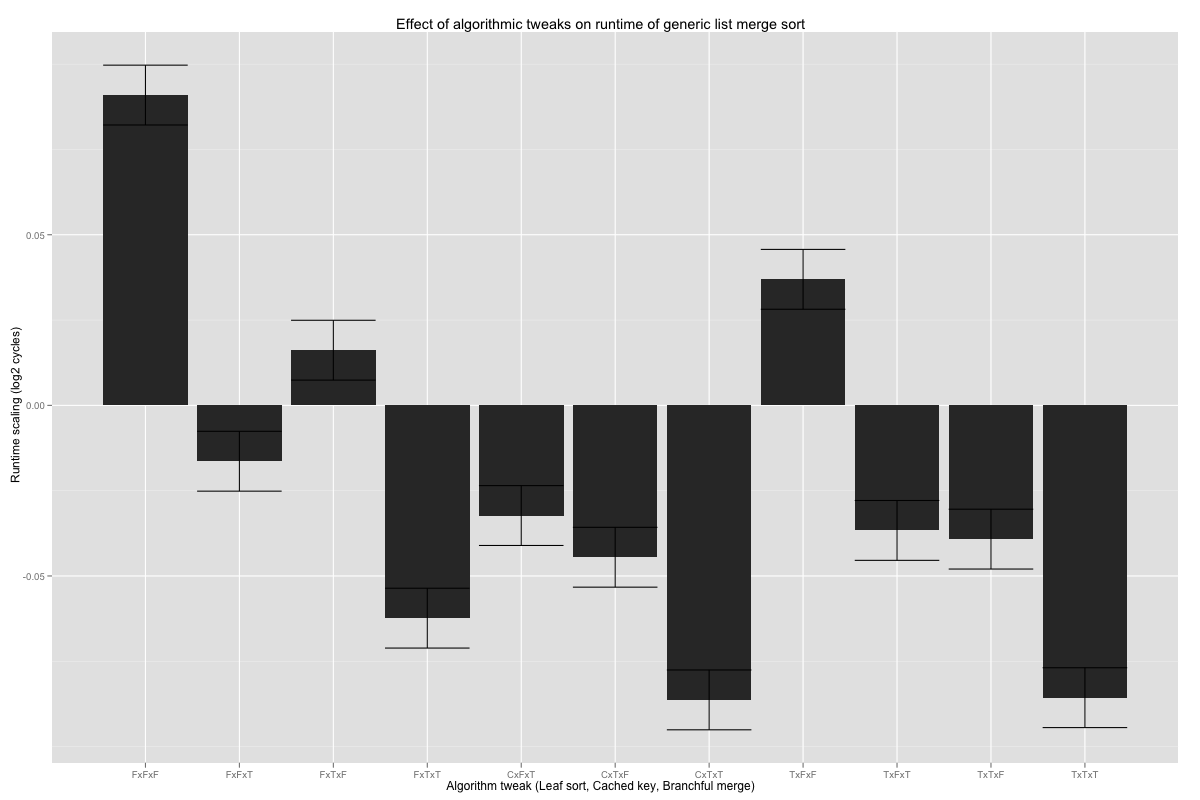 Effect of algorithmic tweaks on runtime of generic list merge sort
Runtime scaling (log2 cycles)
0.05
0.00
-0.05
FxFxF FxFxT FxTxF FxTxT CxFxT CxTxF CxTxT TxFxF TxFxT TxTxF TxTxT
Algorithm tweak (Leaf sort, Cached key, Branchful merge)